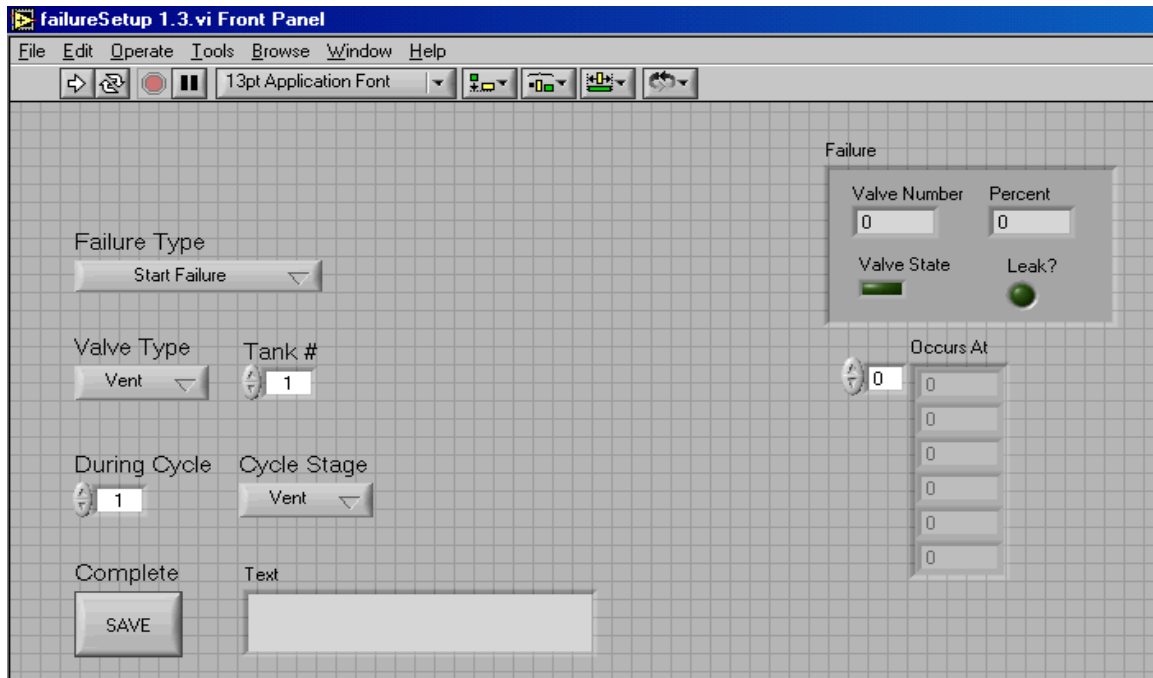 failureSetup 1.3.vi Front Panel
File Edit Operate Tools Browse Window Help
13pt Application Font
Failure Type
Start Failure
Valve Type
Tank #
Vent
1
During Cycle
Cycle Stage
1
Vent
Complete
Text
SAVE
Failure
Valve Number
Percent
0
0
Valve State
Leak?
Occurs At
0
0
0
0
0
0
0